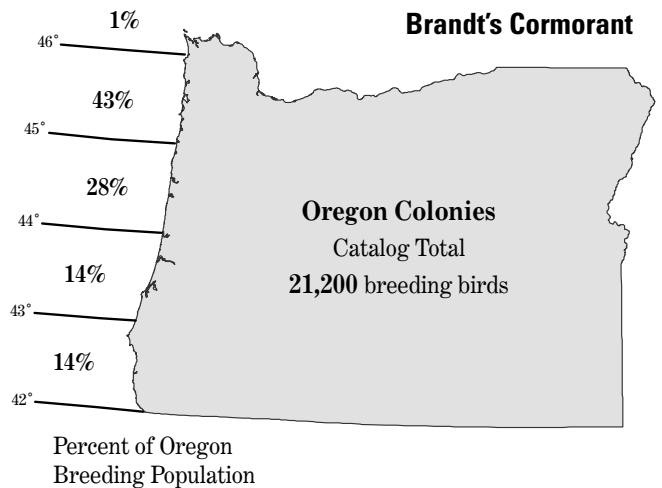 1%
Brandt's Cormorant
46°
43%
45°
28%
Oregon Colonies
44°
Catalog Total
14%
21,200 breeding birds
43°
14%
42°
Percent of Oregon
Breeding Population